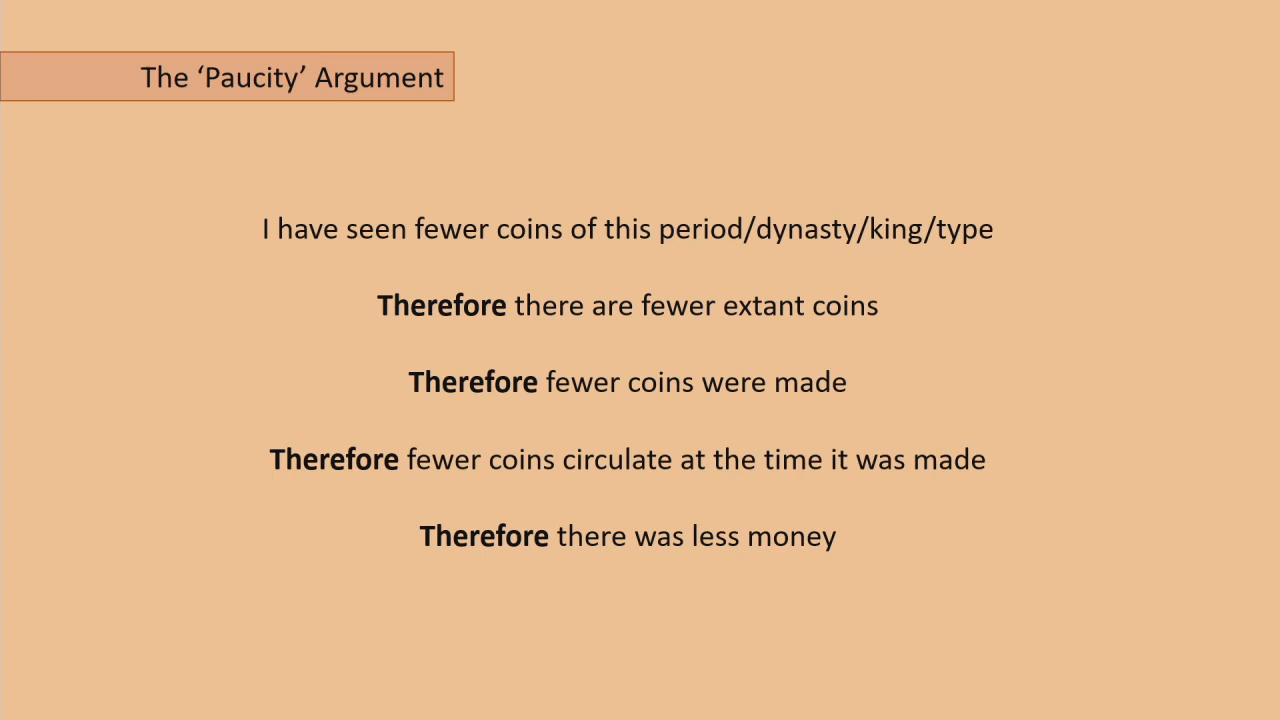 The ‘Paucity’ Argument
I have seen fewer coins of this period/dynasty/king/type
Therefore there are fewer extant coins
Therefore fewer coins were made
Therefore fewer coins circulate at the time it was made
Therefore there was less money